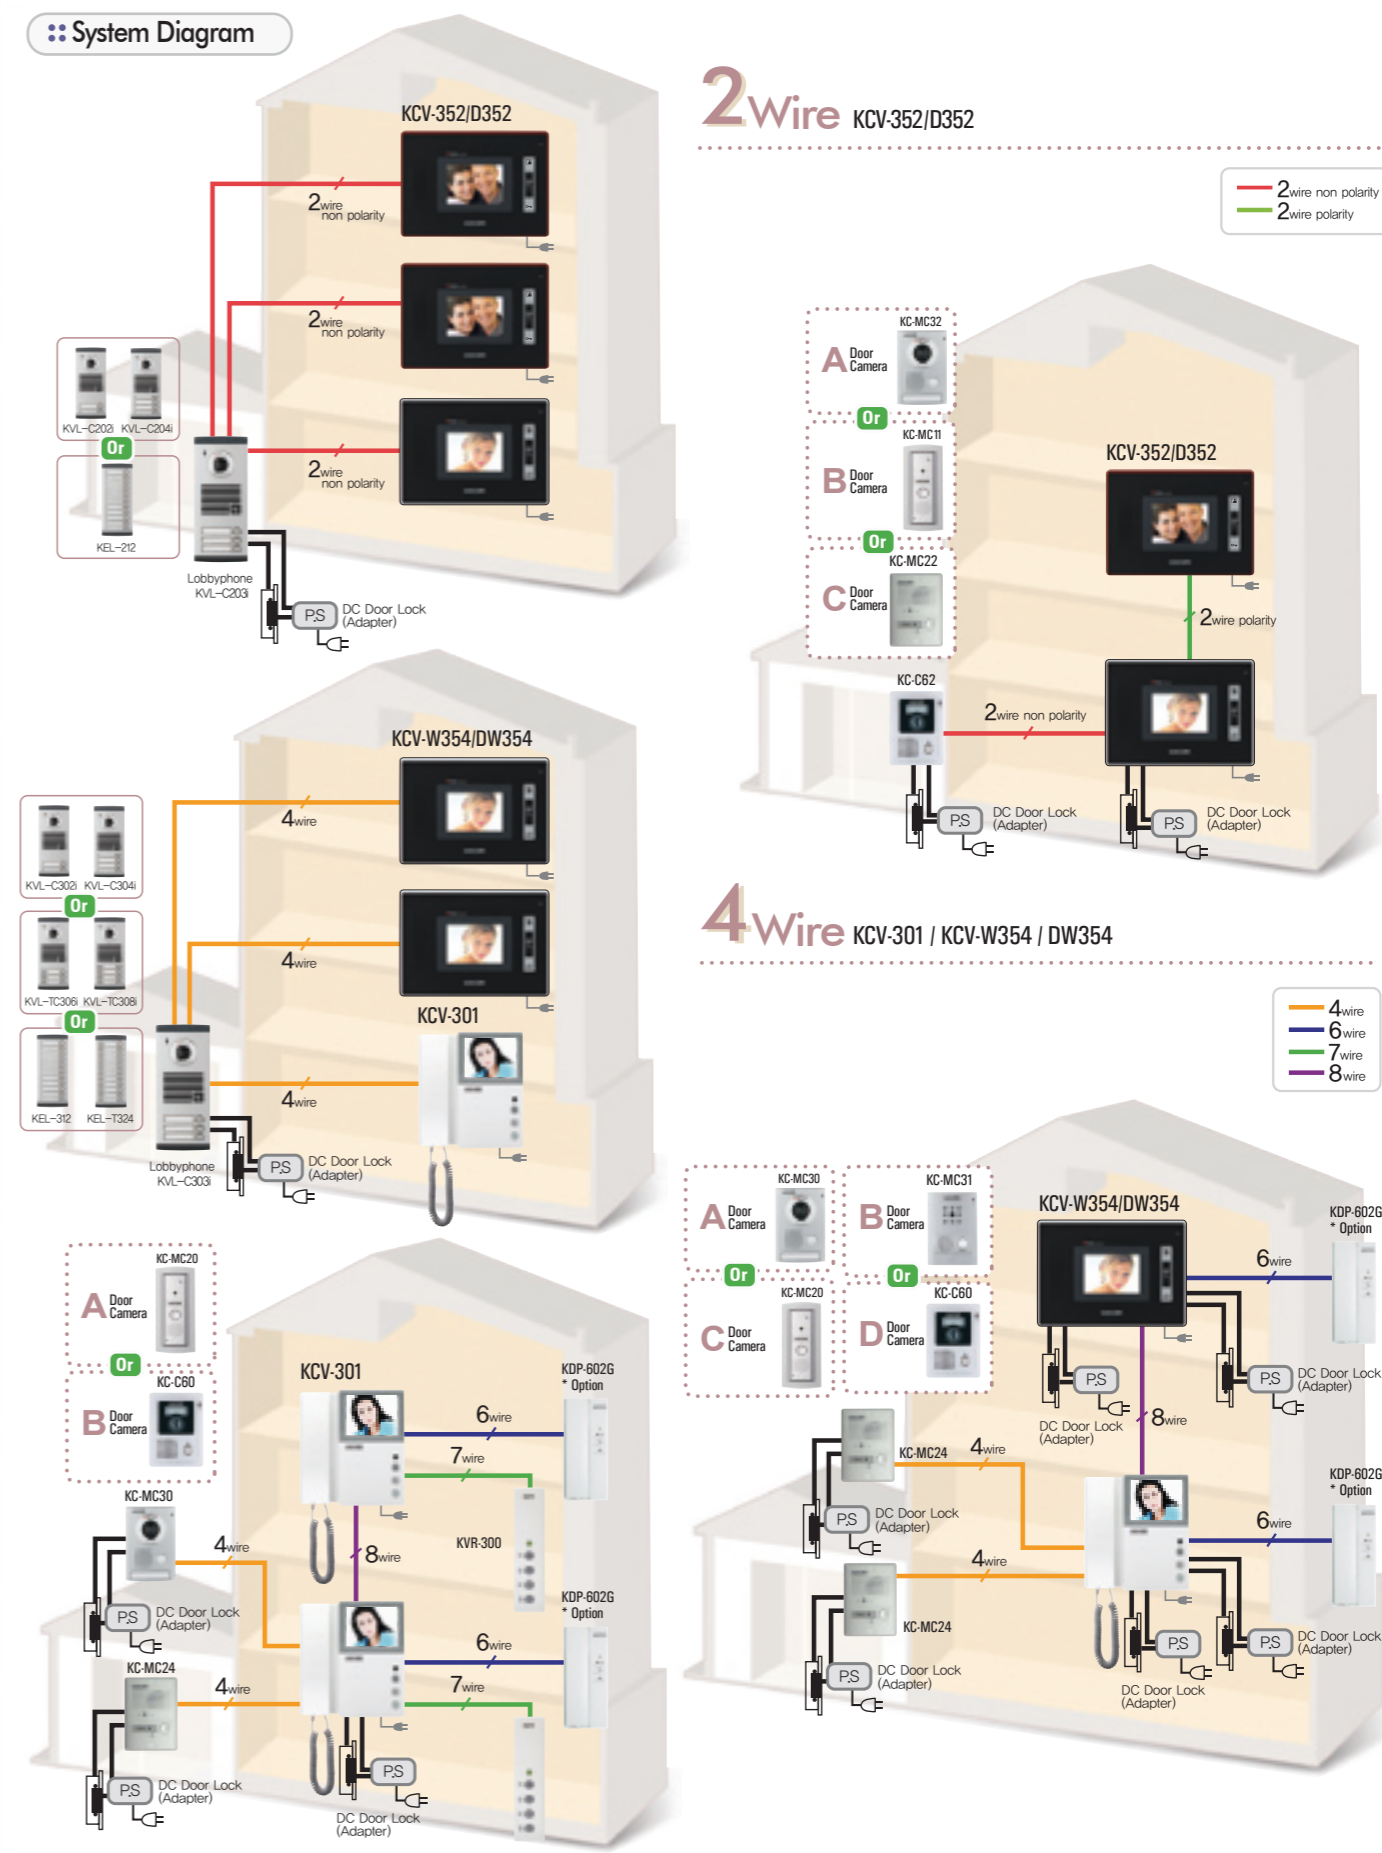 System Diagram
KCV-352/D352
2wire
non polarity
2wire
non polarity
2wire
non polarity
KVL-C202i KVL-C204i
Or
KEL-212
Lobbyphone
KVL-C203i
P.S
DC Door Lock
(Adapter)
2Wire KCV-352/D352
2wire non polarity
2wire polarity
KC-MC32
A Door
Camera
Or
KC-MC11
B Door
Camera
Or
KC-MC22
C Door
Camera
KC-C62
KCV-352/D352
2wire polarity
2wire non polarity
P.S
DC Door Lock
(Adapter)
P.S
DC Door Lock
(Adapter)
KCV-W354/DW354
4wire
4wire
KCV-301
4wire
KVL-C302i KVL-C304i
Or
KVL-TC306i KVL-TC308i
Or
KEL-312 KEL-T324
Lobbyphone
KVL-C303i
P.S
DC Door Lock
(Adapter)
4Wire KCV-301 / KCV-W354 / DW354
4wire
6wire
7wire
8wire
KC-MC20
A Door
Camera
Or
KC-C60
B Door
Camera
KC-MC30
4wire
P.S
DC Door Lock
(Adapter)
KC-MC24
4wire
P.S
DC Door Lock
(Adapter)
KCV-301
KDP-602G
* Option
6wire
7wire
KVR-300
8wire
KDP-602G
* Option
6wire
7wire
P.S
DC Door Lock
(Adapter)
KC-MC30
A Door
Camera
KC-MC31
B Door
Camera
Or
Or
KC-MC20
C Door
Camera
KC-C60
D Door
Camera
KCV-W354/DW354
KDP-602G
* Option
6wire
P.S
DC Door Lock
(Adapter)
P.S
DC Door Lock
(Adapter)
8wire
KC-MC24
4wire
P.S
DC Door Lock
(Adapter)
KC-MC24
4wire
P.S
DC Door Lock
(Adapter)
KDP-602G
* Option
6wire
P.S
DC Door Lock
(Adapter)
P.S
DC Door Lock
(Adapter)